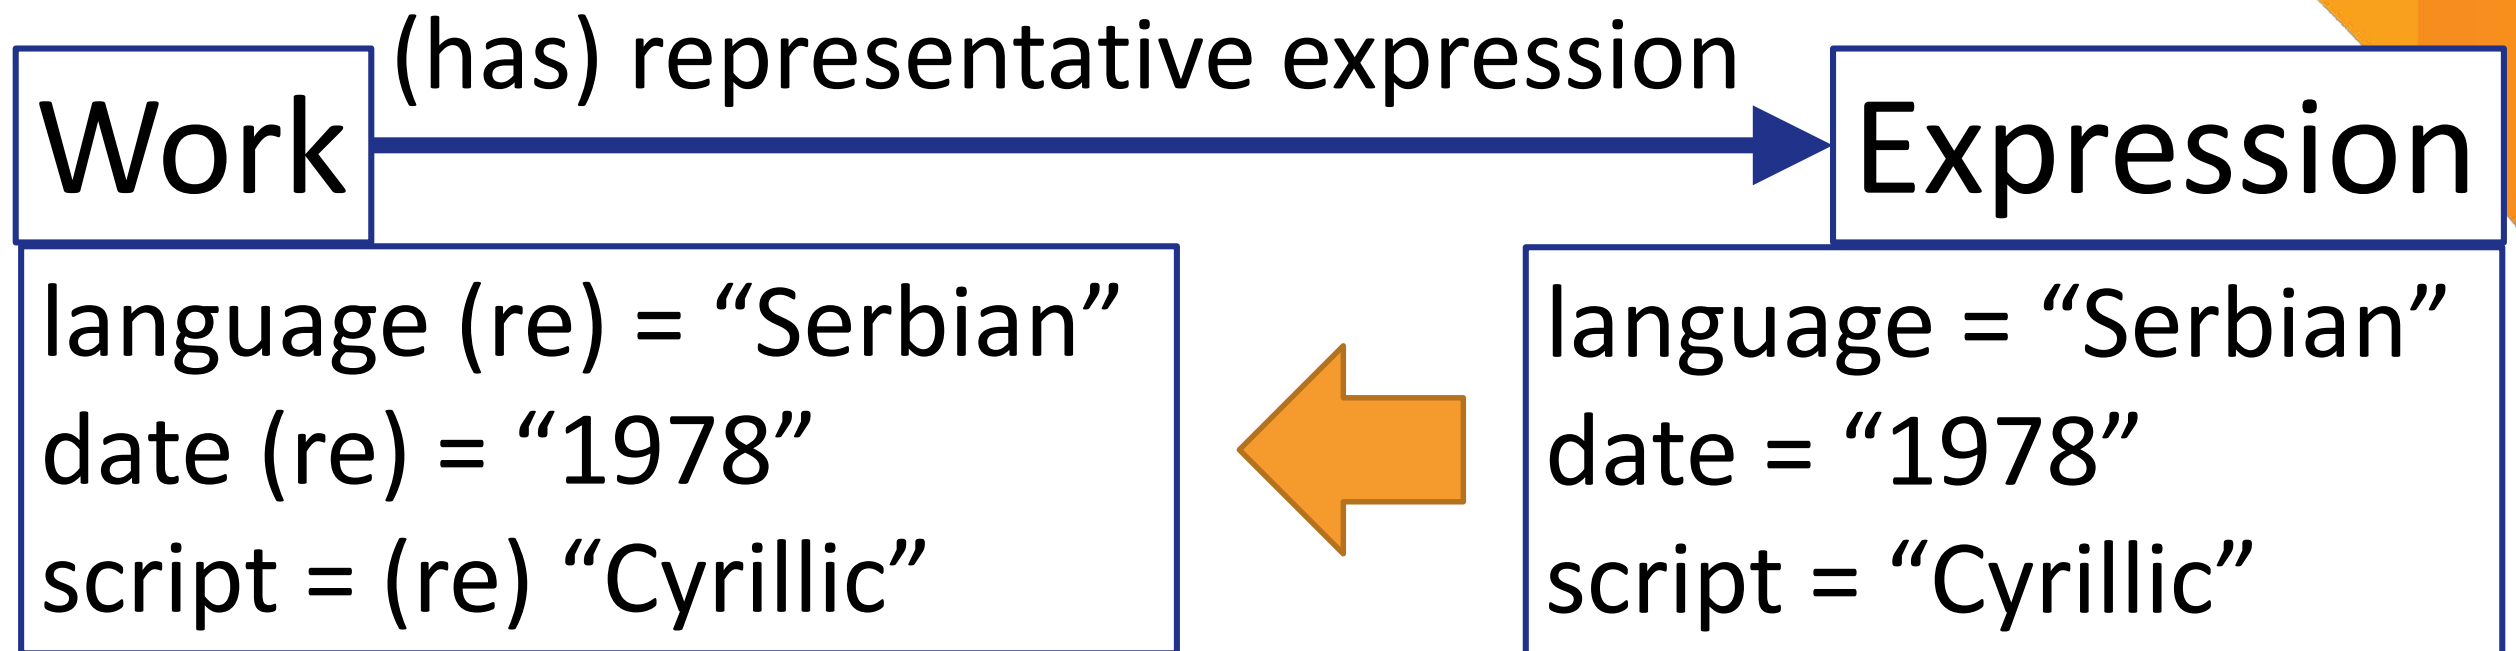 (has) representative expression
Work
Expression
language (re) = “Serbian”
date (re) = “1978”
script = (re) “Cyrillic”
language = “Serbian”
date = “1978”
script = “Cyrillic”